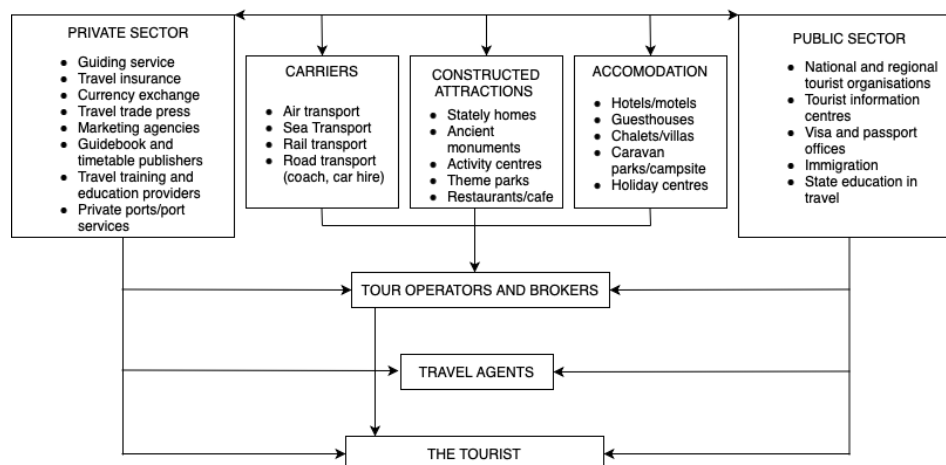 PRIVATE SECTOR
● Guiding service
● Travel insurance
● Currency exchange
● Travel trade press
● Marketing agencies
● Guidebook and
timetable publishers
● Travel training and
education providers
● Private ports/port
services
CARRIERS
● Air transport
● Sea Transport
● Rail transport
● Road transport
(coach, car hire)
CONSTRUCTED
ATTRACTIONS
● Stately homes
● Ancient
monuments
● Activity centres
● Theme parks
● Restaurants/cafe
ACCOMODATION
● Hotels/motels
● Guesthouses
● Chalets/villas
● Caravan
parks/campsite
● Holiday centres
PUBLIC SECTOR
● National and regional
tourist organisations
● Tourist information
centres
● Visa and passport
offices
● Immigration
● State education in
travel
TOUR OPERATORS AND BROKERS
TRAVEL AGENTS
THE TOURIST